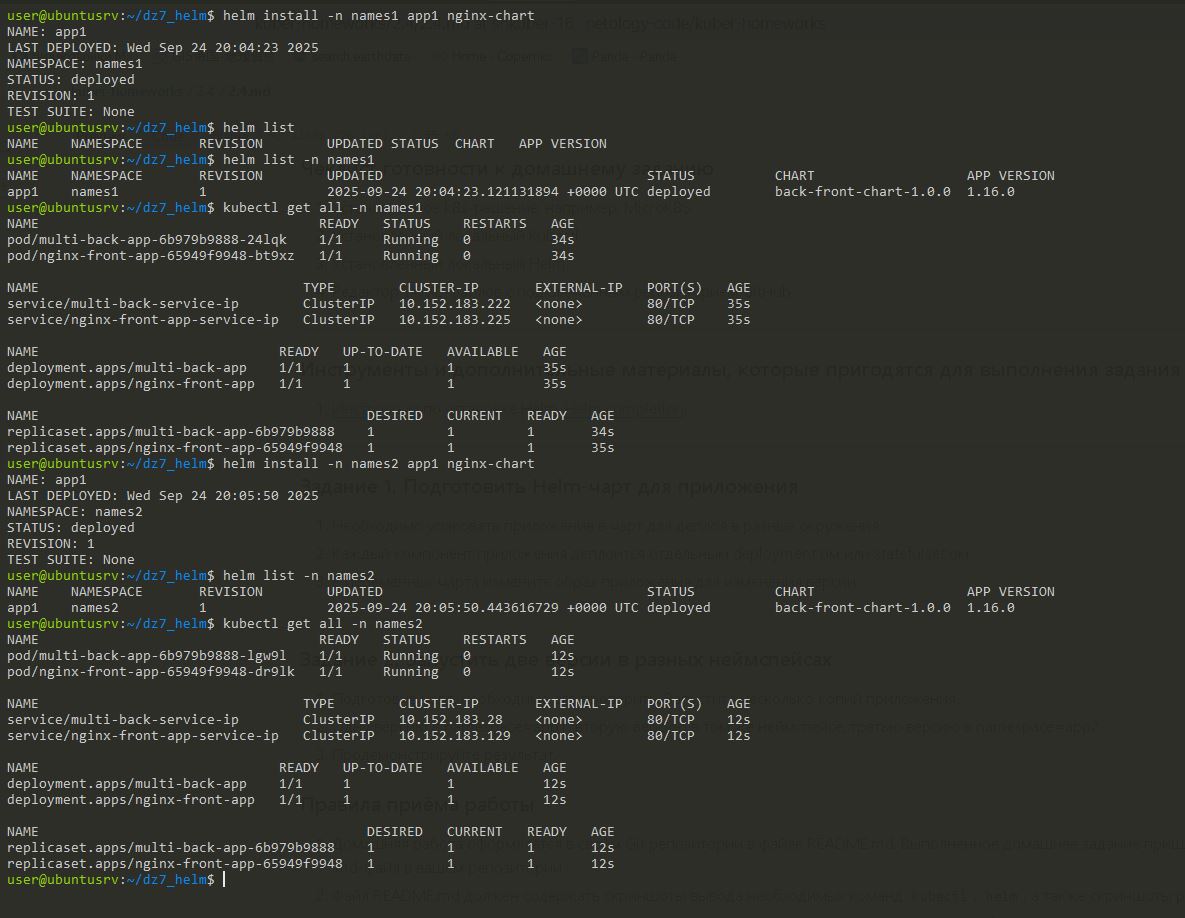 user@ubuntusrv:~/dz7_helm$ helm install -n names1 app1 nginx-chart
NAME: app1
LAST DEPLOYED: Wed Sep 24 20:04:23 2025
NAMESPACE: names1
STATUS: deployed
REVISION: 1
TEST SUITE: None
user@ubuntusrv:~/dz7_helm$ helm list
NAME    NAMESPACE       REVISION        UPDATED STATUS  CHART   APP VERSION
user@ubuntusrv:~/dz7_helm$ helm list -n names1
NAME    NAMESPACE       REVISION        UPDATED                                 STATUS          CHART                   APP VERSION
app1    names1          1               2025-09-24 20:04:23.121131894 +0000 UTC deployed        back-front-chart-1.0.0  1.16.0
user@ubuntusrv:~/dz7_helm$ kubectl get all -n names1
NAME                                   READY   STATUS    RESTARTS   AGE
pod/multi-back-app-6b979b9888-24lqk    1/1     Running   0          34s
pod/nginx-front-app-65949f9948-bt9xz   1/1     Running   0          34s
NAME                                 TYPE        CLUSTER-IP       EXTERNAL-IP   PORT(S)   AGE
service/multi-back-service-ip        ClusterIP   10.152.183.222   <none>        80/TCP    35s
service/nginx-front-app-service-ip   ClusterIP   10.152.183.225   <none>        80/TCP    35s
NAME                              READY   UP-TO-DATE   AVAILABLE   AGE
deployment.apps/multi-back-app    1/1     1            1           35s
deployment.apps/nginx-front-app   1/1     1            1           35s
NAME                                         DESIRED   CURRENT   READY   AGE
replicaset.apps/multi-back-app-6b979b9888    1         1         1       34s
replicaset.apps/nginx-front-app-65949f9948   1         1         1       35s
user@ubuntusrv:~/dz7_helm$ helm install -n names2 app1 nginx-chart
NAME: app1
LAST DEPLOYED: Wed Sep 24 20:05:50 2025
NAMESPACE: names2
STATUS: deployed
REVISION: 1
TEST SUITE: None
user@ubuntusrv:~/dz7_helm$ helm list -n names2
NAME    NAMESPACE       REVISION        UPDATED                                 STATUS          CHART                   APP VERSION
app1    names2          1               2025-09-24 20:05:50.443616729 +0000 UTC deployed        back-front-chart-1.0.0  1.16.0
user@ubuntusrv:~/dz7_helm$ kubectl get all -n names2
NAME                                   READY   STATUS    RESTARTS   AGE
pod/multi-back-app-6b979b9888-lgw9l    1/1     Running   0          12s
pod/nginx-front-app-65949f9948-dr9lk   1/1     Running   0          12s
NAME                                 TYPE        CLUSTER-IP       EXTERNAL-IP   PORT(S)   AGE
service/multi-back-service-ip        ClusterIP   10.152.183.28    <none>        80/TCP    12s
service/nginx-front-app-service-ip   ClusterIP   10.152.183.129   <none>        80/TCP    12s
NAME                              READY   UP-TO-DATE   AVAILABLE   AGE
deployment.apps/multi-back-app    1/1     1            1           12s
deployment.apps/nginx-front-app   1/1     1            1           12s
NAME                                         DESIRED   CURRENT   READY   AGE
replicaset.apps/multi-back-app-6b979b9888    1         1         1       12s
replicaset.apps/nginx-front-app-65949f9948   1         1         1       12s
user@ubuntusrv:~/dz7_helm$